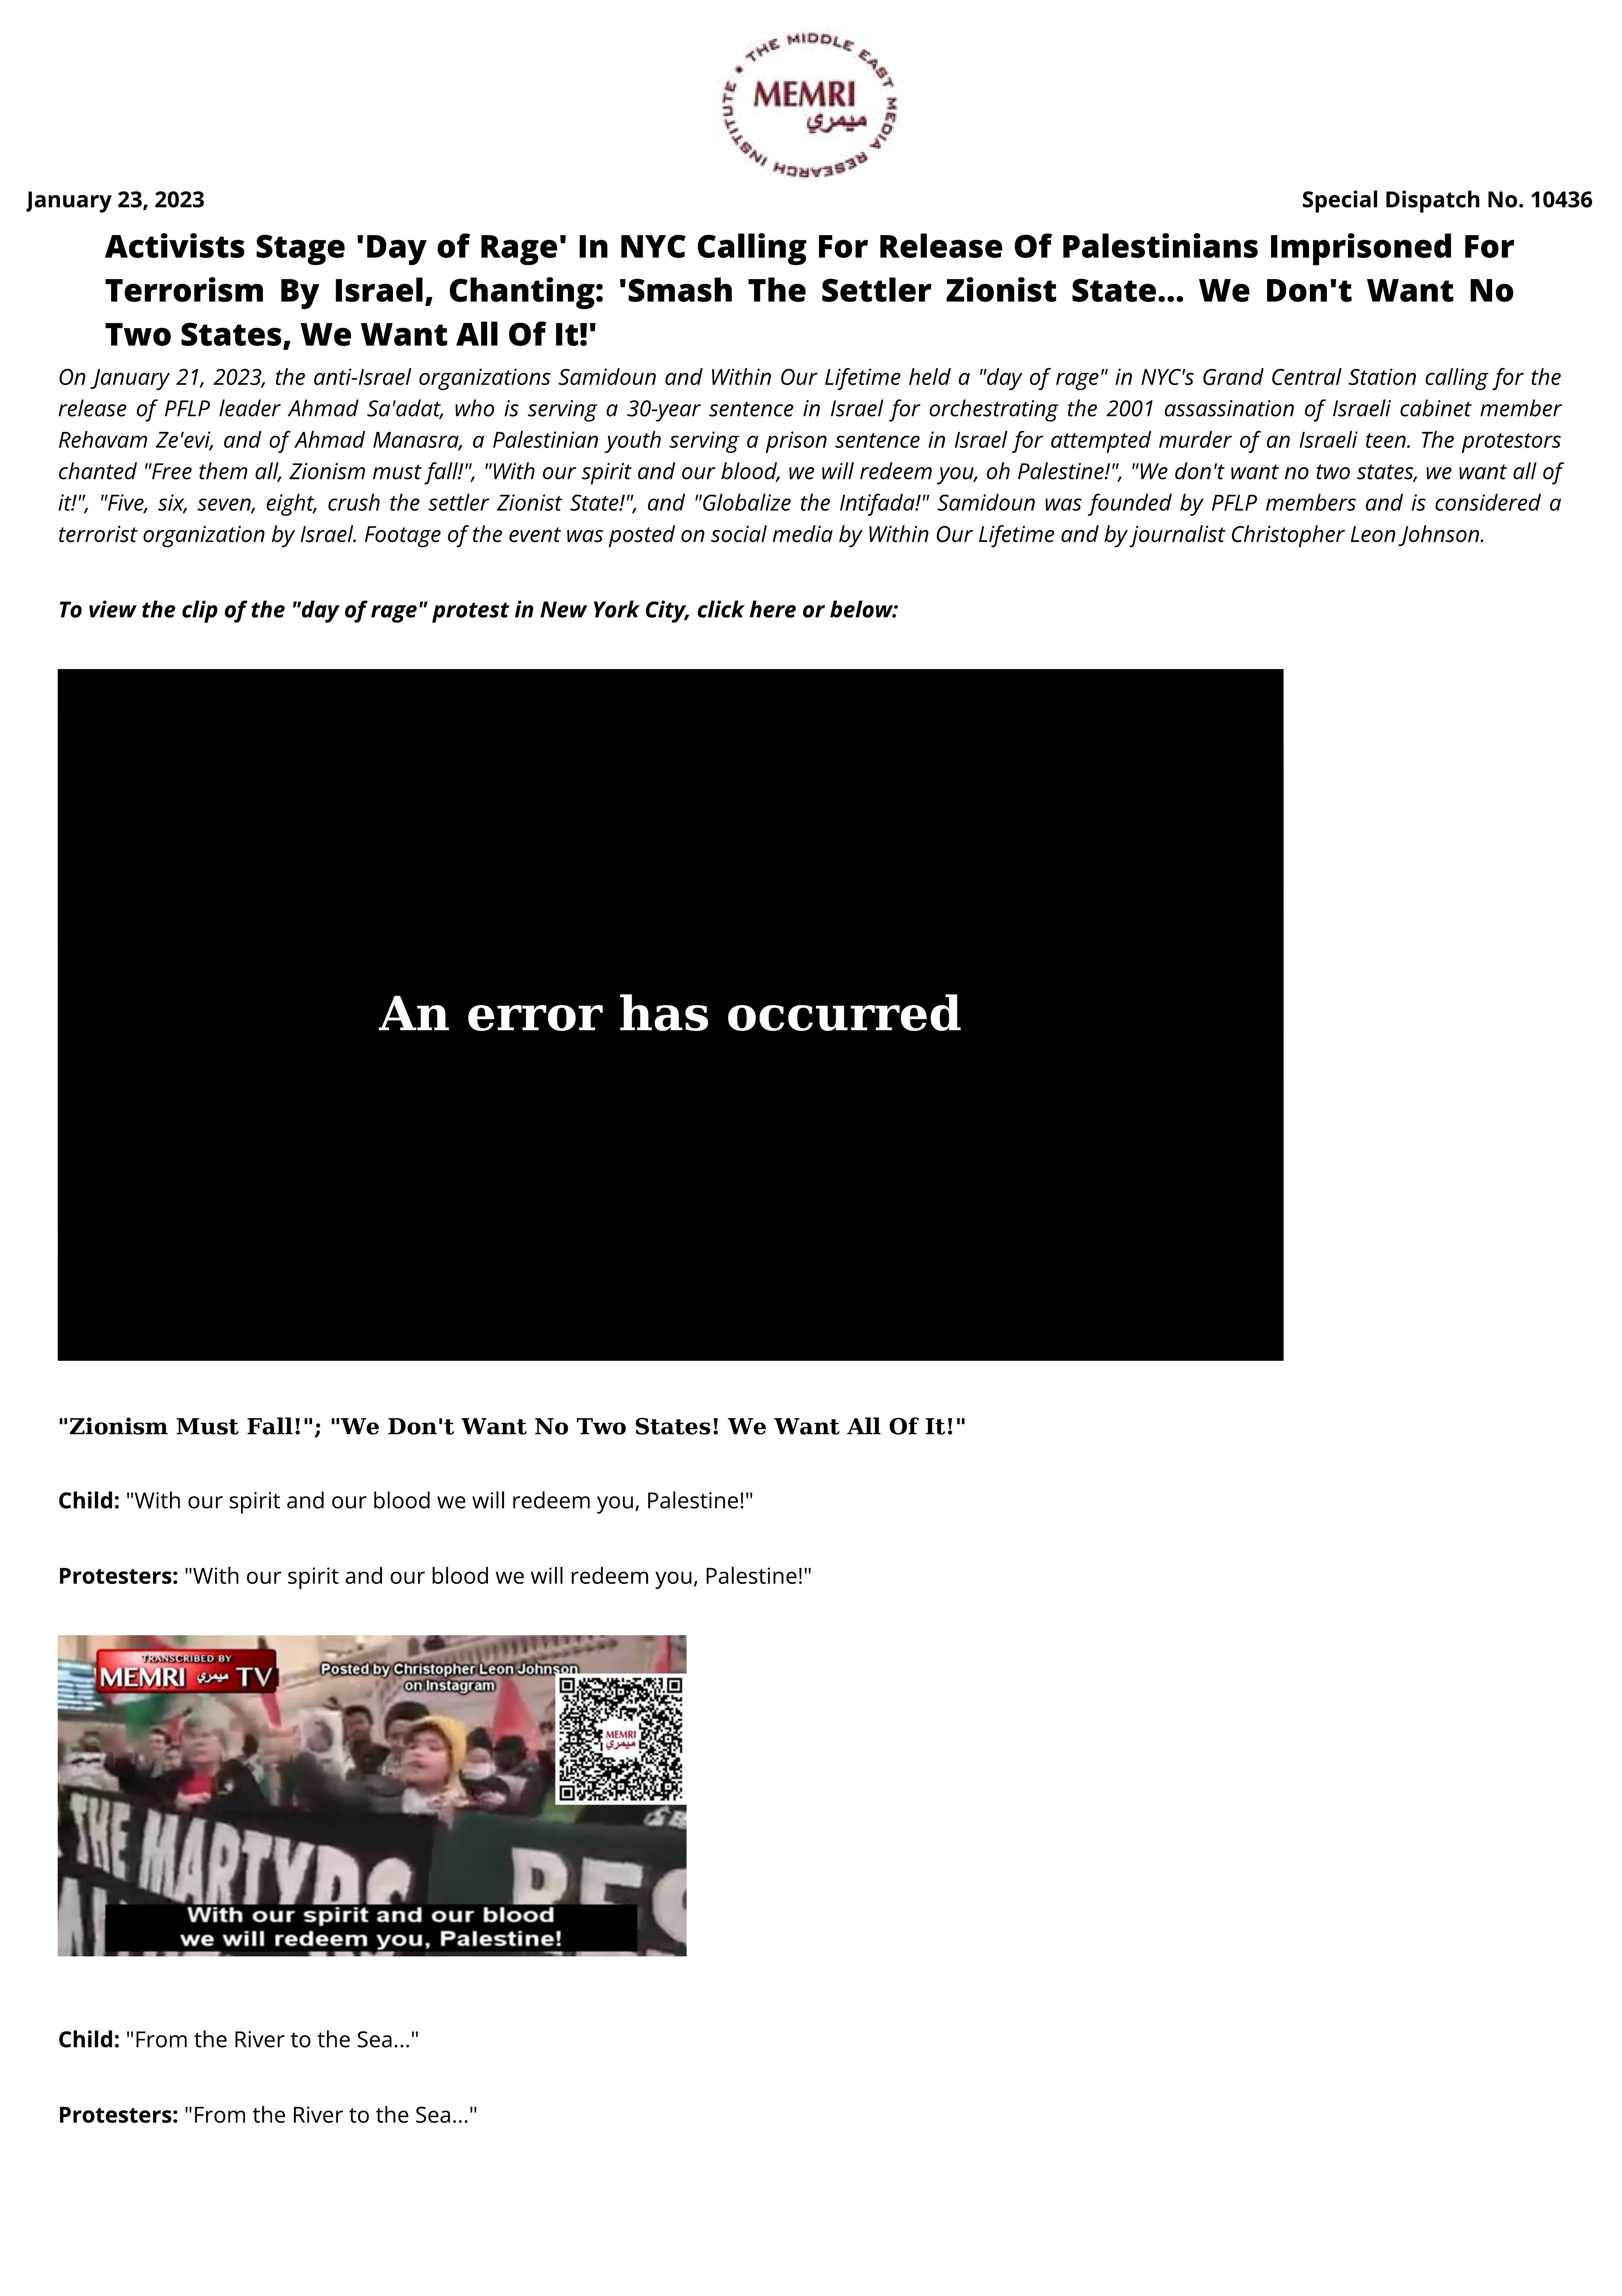 THE MIDDLE EAST MEDIA RESEARCH INSTITUTE •
MEMRI
ميمري
January 23, 2023 Special Dispatch No. 10436
Activists Stage 'Day of Rage' In NYC Calling For Release Of Palestinians Imprisoned For
Terrorism By Israel, Chanting: 'Smash The Settler Zionist State... We Don't Want No
Two States, We Want All Of It!'
On January 21, 2023, the anti-Israel organizations Samidoun and Within Our Lifetime held a "day of rage" in NYC's Grand Central Station calling for the
release of PFLP leader Ahmad Sa'adat, who is serving a 30-year sentence in Israel for orchestrating the 2001 assassination of Israeli cabinet member
Rehavam Ze'evi, and of Ahmad Manasra, a Palestinian youth serving a prison sentence in Israel for attempted murder of an Israeli teen. The protestors
chanted "Free them all, Zionism must fall!", "With our spirit and our blood, we will redeem you, oh Palestine!", "We don't want no two states, we want all of
it!", "Five, six, seven, eight, crush the settler Zionist State!", and "Globalize the Intifada!" Samidoun was founded by PFLP members and is considered a
terrorist organization by Israel. Footage of the event was posted on social media by Within Our Lifetime and by journalist Christopher Leon Johnson.
To view the clip of the "day of rage" protest in New York City, click here or below:
An error has occurred
"Zionism Must Fall!"; "We Don't Want No Two States! We Want All Of It!"
Child: "With our spirit and our blood we will redeem you, Palestine!"
Protesters: "With our spirit and our blood we will redeem you, Palestine!"
TRANSCRIBED BY
MEMRI ميمري TV
Posted by Christopher Leon Johnson
on Instagram
MEMRI
ميمري
THE MARTYRS
With our spirit and our blood
we will redeem you, Palestine!
Child: "From the River to the Sea..."
Protesters: "From the River to the Sea..."